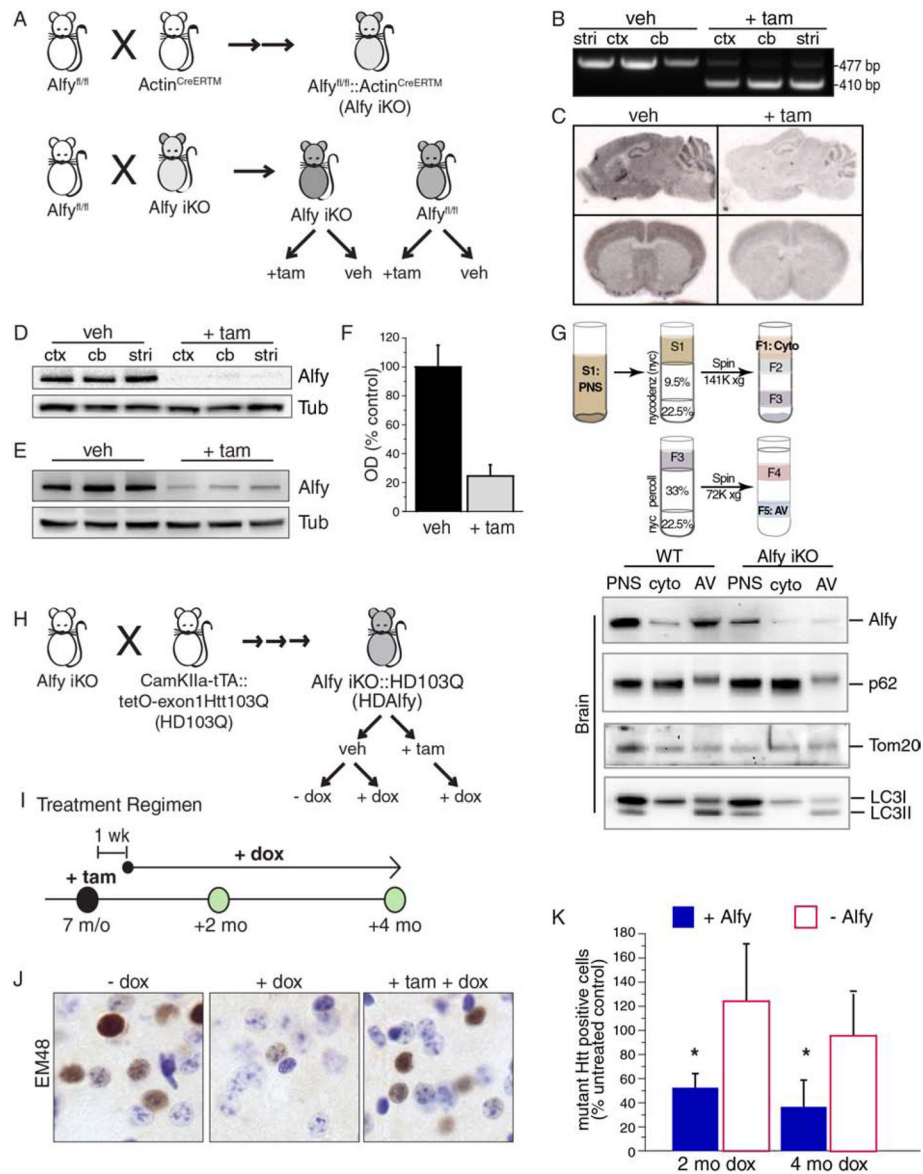 A
X
Alfyfl/fl
ActinCreERTM
Alfyfl/fl::ActinCreERTM
(Alfy iKO)
X
Alfyfl/fl
Alfy iKO
Alfy iKO
Alfyfl/fl
+tam veh +tam veh
B
veh + tam
stri ctx cb ctx cb stri
-477 bp
-410 bp
C
veh + tam
D
veh + tam
ctx cb stri ctx cb stri
Alfy
Tub
E
veh + tam
Alfy
Tub
F
OD (% control)
120
100
80
60
40
20
0
veh + tam
G
S1:
PNS
nycodenz (nyc)
S1
9.5%
22.5%
Spin
141K xg
F1: Cyto
F2
F3
nyc percoll
F3
33%
22.5%
Spin
72K xg
F4
F5: AV
WT Alfy iKO
PNS cyto AV PNS cyto AV
Brain
Alfy
p62
Tom20
LC3I
LC3II
H
X
Alfy iKO
CamKIIa-tTA::
tetO-exon1Htt103Q
(HD103Q)
Alfy iKO::HD103Q
(HDAlfy)
veh + tam
- dox + dox + dox
I Treatment Regimen
1 wk
+ dox
+ tam
7 m/o +2 mo +4 mo
J
- dox + dox + tam + dox
EM48
K
+ Alfy - Alfy
mutant Htt positive cells
(% untreated control)
180
160
140
120
100
80
60
40
20
0
* *
2 mo dox 4 mo dox